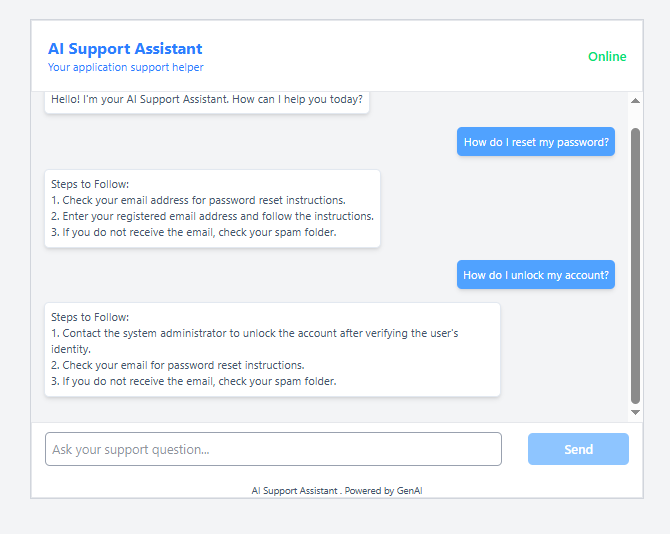 AI Support Assistant
Your application support helper
Online
Hello! I'm your AI Support Assistant. How can I help you today?
How do I reset my password?
Steps to Follow:
1. Check your email address for password reset instructions.
2. Enter your registered email address and follow the instructions.
3. If you do not receive the email, check your spam folder.
How do I unlock my account?
Steps to Follow:
1. Contact the system administrator to unlock the account after verifying the user's
identity.
2. Check your email for password reset instructions.
3. If you do not receive the email, check your spam folder.
Ask your support question...
Send
AI Support Assistant . Powered by GenAI